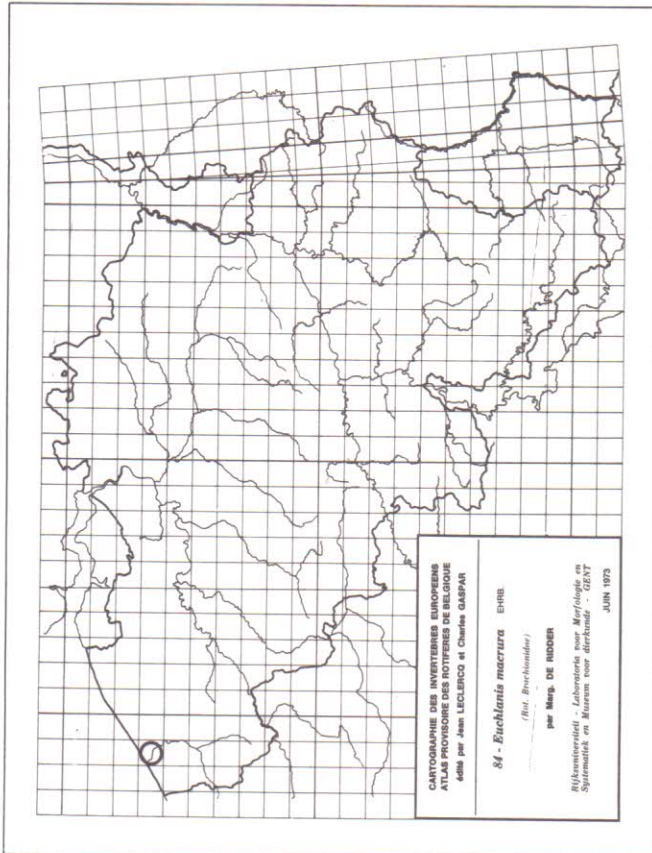 CARTOGRAPHIE DES INVERTEBRES EUROPEENS
ATLAS PROVISOIRE DES ROTIFERES DE BELGIQUE
édité par Jean LECLERCQ et Charles GASPAR
84 - Euchlanis macrura EHRB.
(Rot. Brachionidae)
par Marg. DE RIDDER
Rijksuniversiteit - Laboratoria voor Morfologie en
Systematiek en Museum voor dierkunde - GENT
JUIN 1973